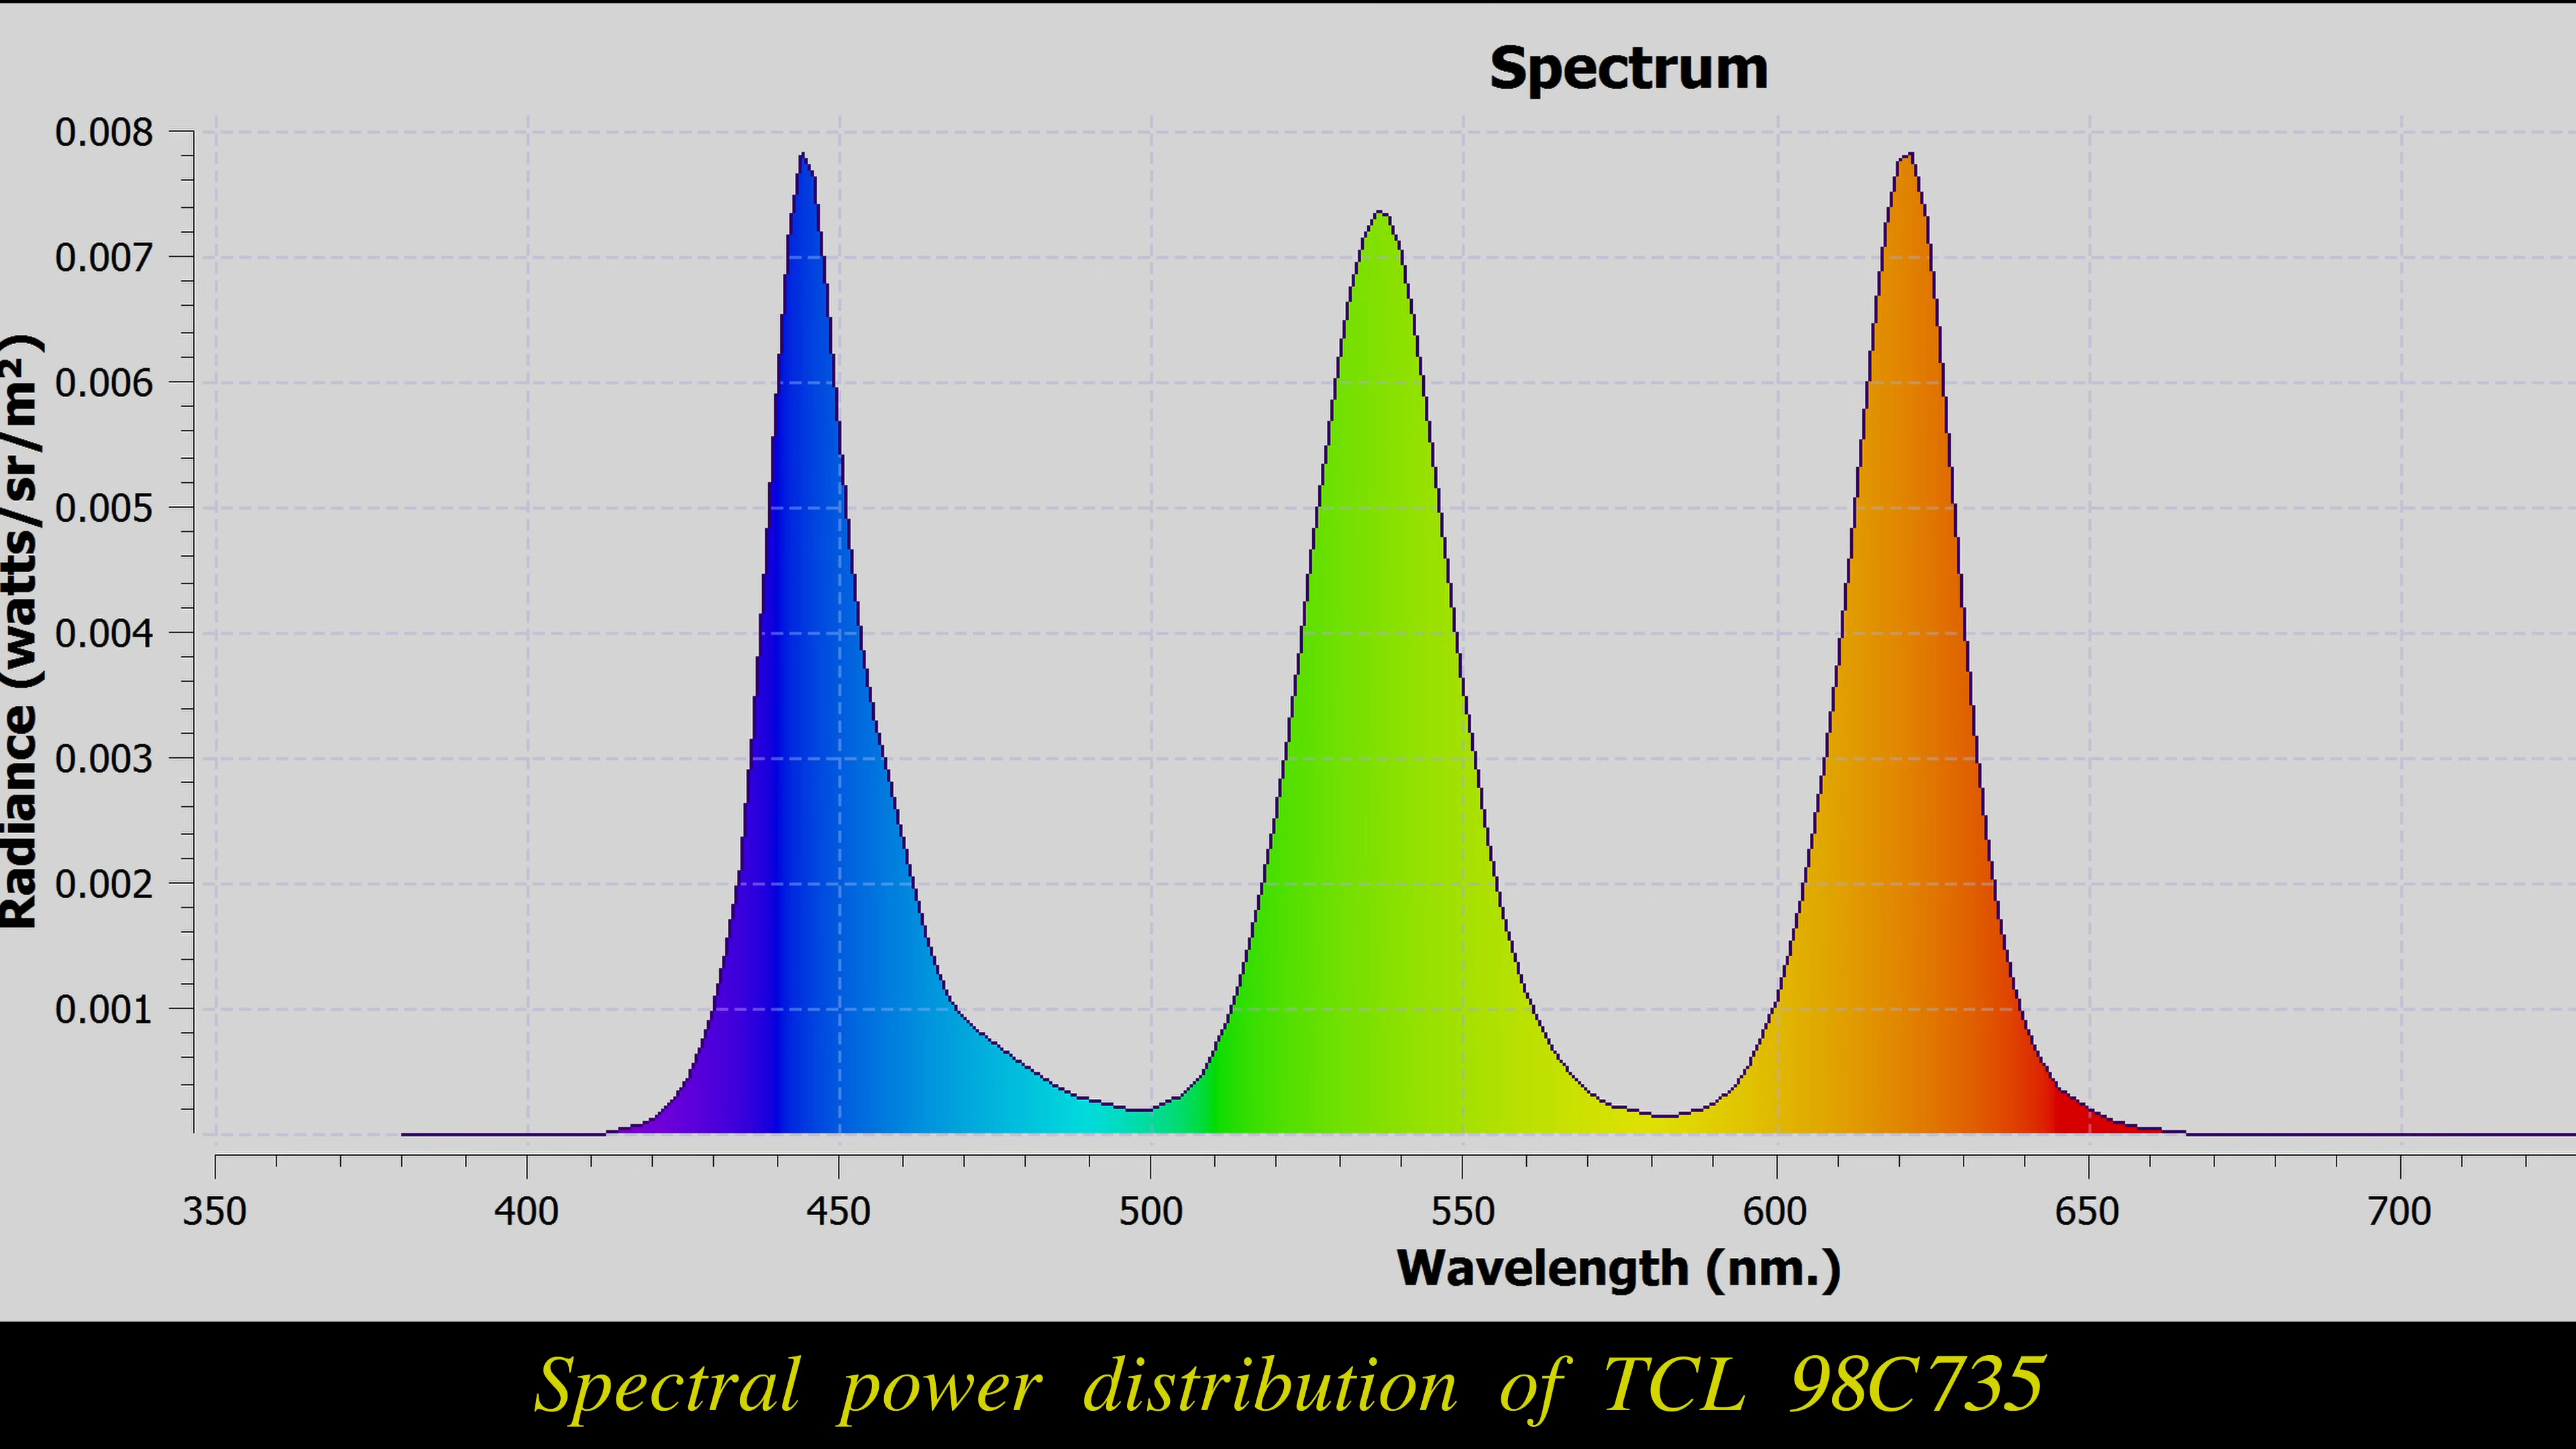 Spectrum
0.008
0.007
0.006
0.005
0.004
0.003
0.002
0.001
Radiance (watts/sr/m²)
350 400 450 500 550 600 650 700
Wavelength (nm.)
Spectral power distribution of TCL 98C735